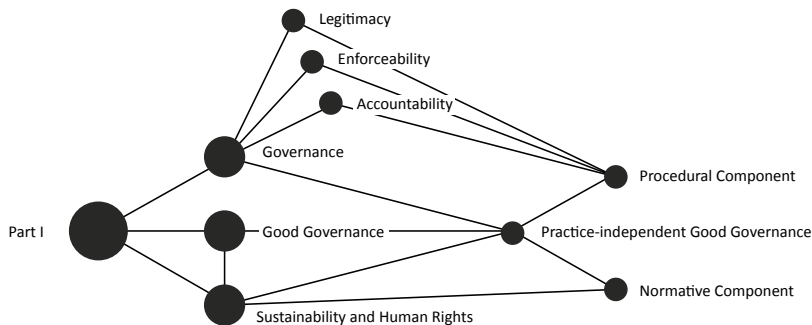 Legitimacy
Enforceability
Accountability
Governance
Procedural Component
Part I
Good Governance
Practice-independent Good Governance
Normative Component
Sustainability and Human Rights